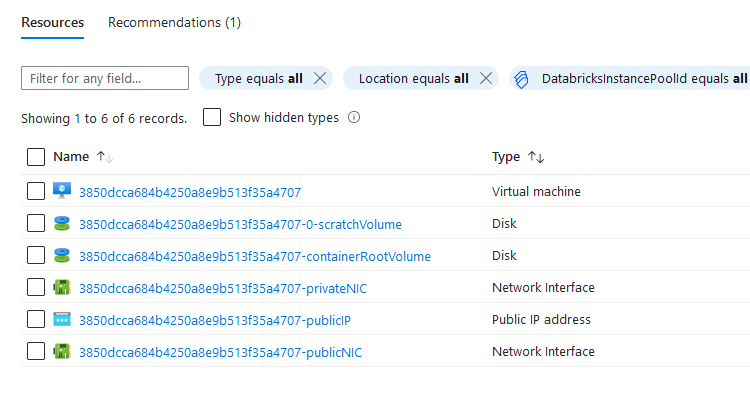 Resources Recommendations (1)
Filter for any field... Type equals all Location equals all DatabricksInstancePoolId equals all
Showing 1 to 6 of 6 records. Show hidden types
Name Type
3850dcca684b4250a8e9b513f35a4707 Virtual machine
3850dcca684b4250a8e9b513f35a4707-0-scratchVolume Disk
3850dcca684b4250a8e9b513f35a4707-containerRootVolume Disk
3850dcca684b4250a8e9b513f35a4707-privateNIC Network Interface
3850dcca684b4250a8e9b513f35a4707-publicIP Public IP address
3850dcca684b4250a8e9b513f35a4707-publicNIC Network Interface